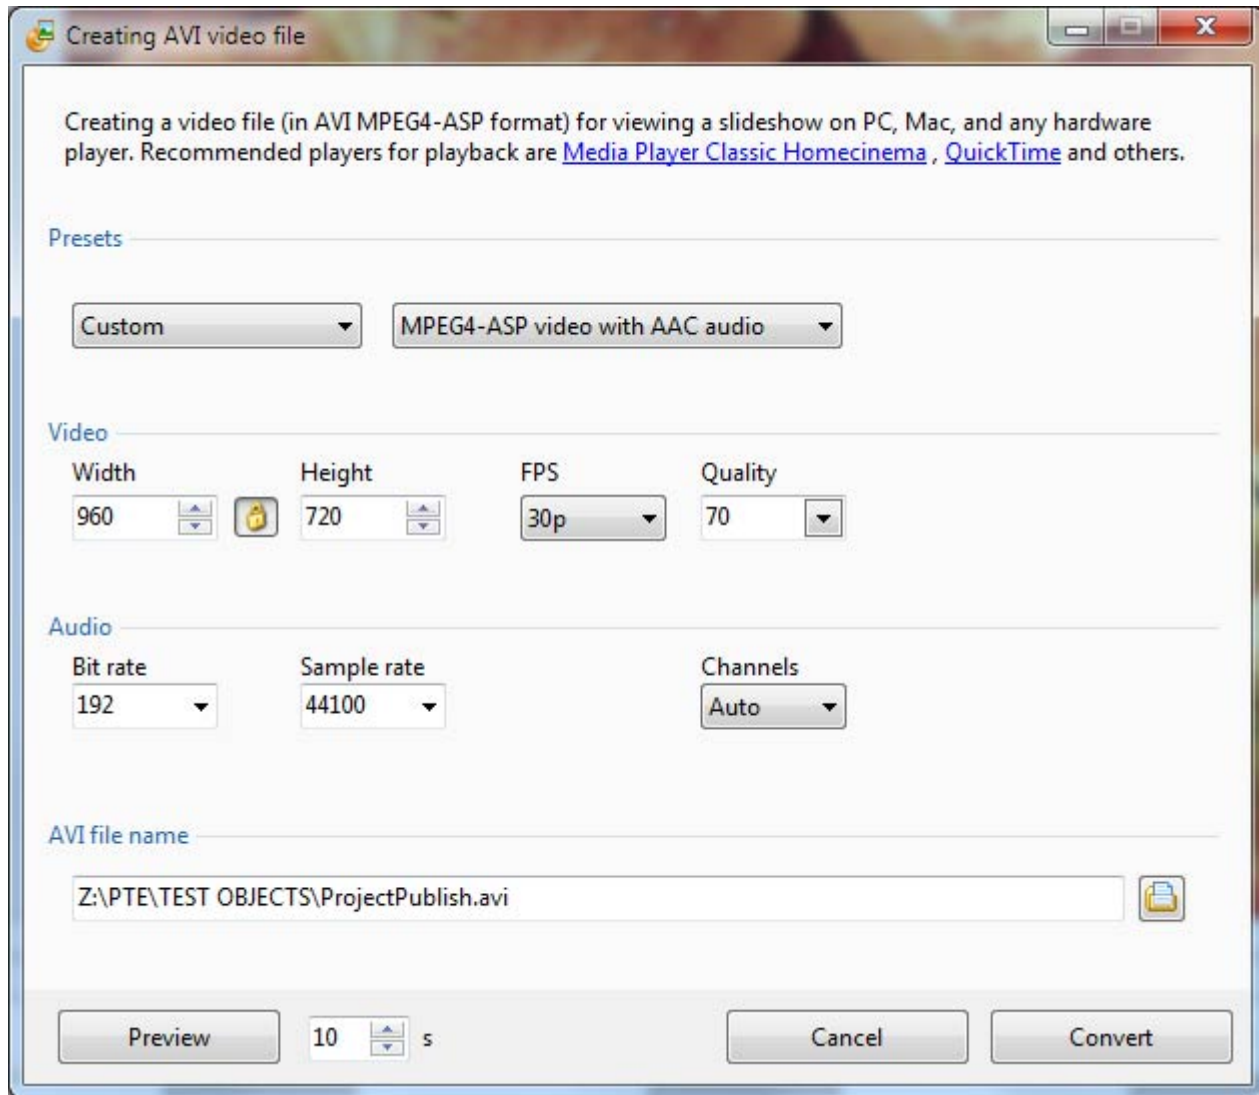 Creating AVI video file
Creating a video file (in AVI MPEG4-ASP format) for viewing a slideshow on PC, Mac, and any hardware
player. Recommended players for playback are Media Player Classic Homecinema , QuickTime and others.
Presets
Custom MPEG4-ASP video with AAC audio
Video
Width Height FPS Quality
960 720 30p 70
Audio
Bit rate Sample rate Channels
192 44100 Auto
AVI file name
Z:\PTE\TEST OBJECTS\ProjectPublish.avi
Preview 10 s Cancel Convert